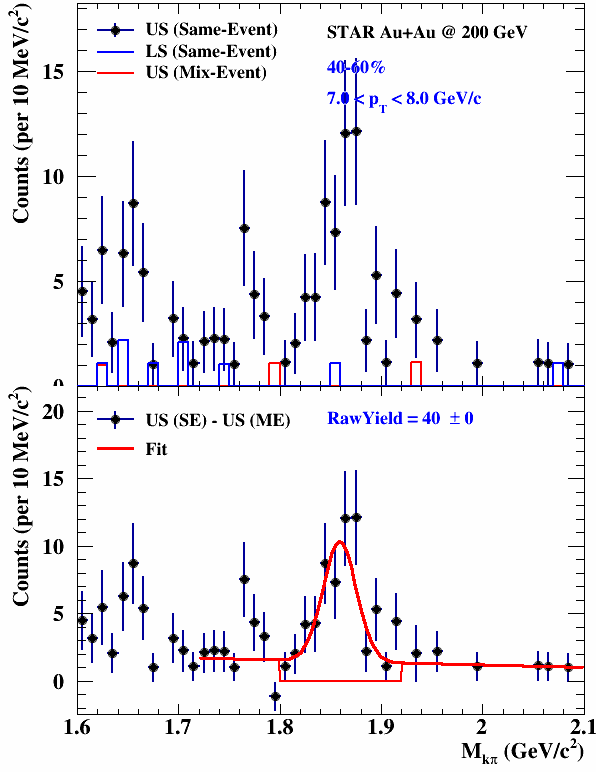 US (Same-Event)
LS (Same-Event)
US (Mix-Event)
STAR Au+Au @ 200 GeV
40-60%
7.0 < pT < 8.0 GeV/c
Counts (per 10 MeV/c²)
15
10
5
0
US (SE) - US (ME)
Fit
RawYield = 40 ± 0
Counts (per 10 MeV/c²)
20
15
10
5
0
1.6 1.7 1.8 1.9 2 2.1
Mkπ (GeV/c²)